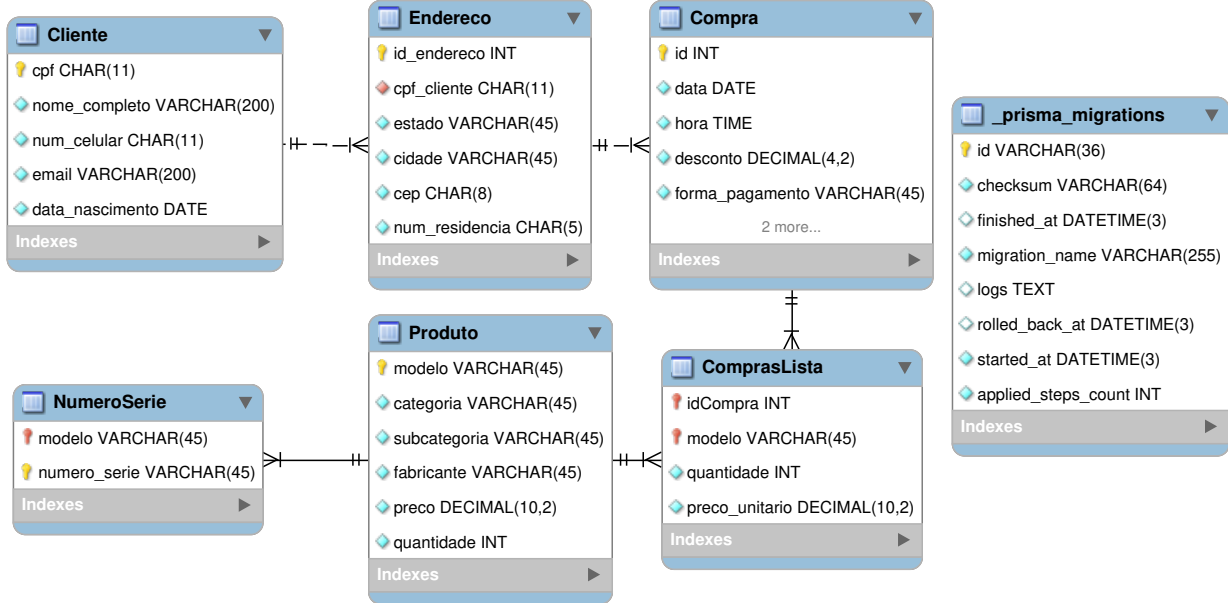 Cliente
cpf CHAR(11)
nome_completo VARCHAR(200)
num_celular CHAR(11)
email VARCHAR(200)
data_nascimento DATE
Indexes
Endereco
id_endereco INT
cpf_cliente CHAR(11)
estado VARCHAR(45)
cidade VARCHAR(45)
cep CHAR(8)
num_residencia CHAR(5)
Indexes
Compra
id INT
data DATE
hora TIME
desconto DECIMAL(4,2)
forma_pagamento VARCHAR(45)
2 more...
Indexes
_prisma_migrations
id VARCHAR(36)
checksum VARCHAR(64)
finished_at DATETIME(3)
migration_name VARCHAR(255)
logs TEXT
rolled_back_at DATETIME(3)
started_at DATETIME(3)
applied_steps_count INT
Indexes
NumeroSerie
modelo VARCHAR(45)
numero_serie VARCHAR(45)
Indexes
Produto
modelo VARCHAR(45)
categoria VARCHAR(45)
subcategoria VARCHAR(45)
fabricante VARCHAR(45)
preco DECIMAL(10,2)
quantidade INT
Indexes
ComprasLista
idCompra INT
modelo VARCHAR(45)
quantidade INT
preco_unitario DECIMAL(10,2)
Indexes